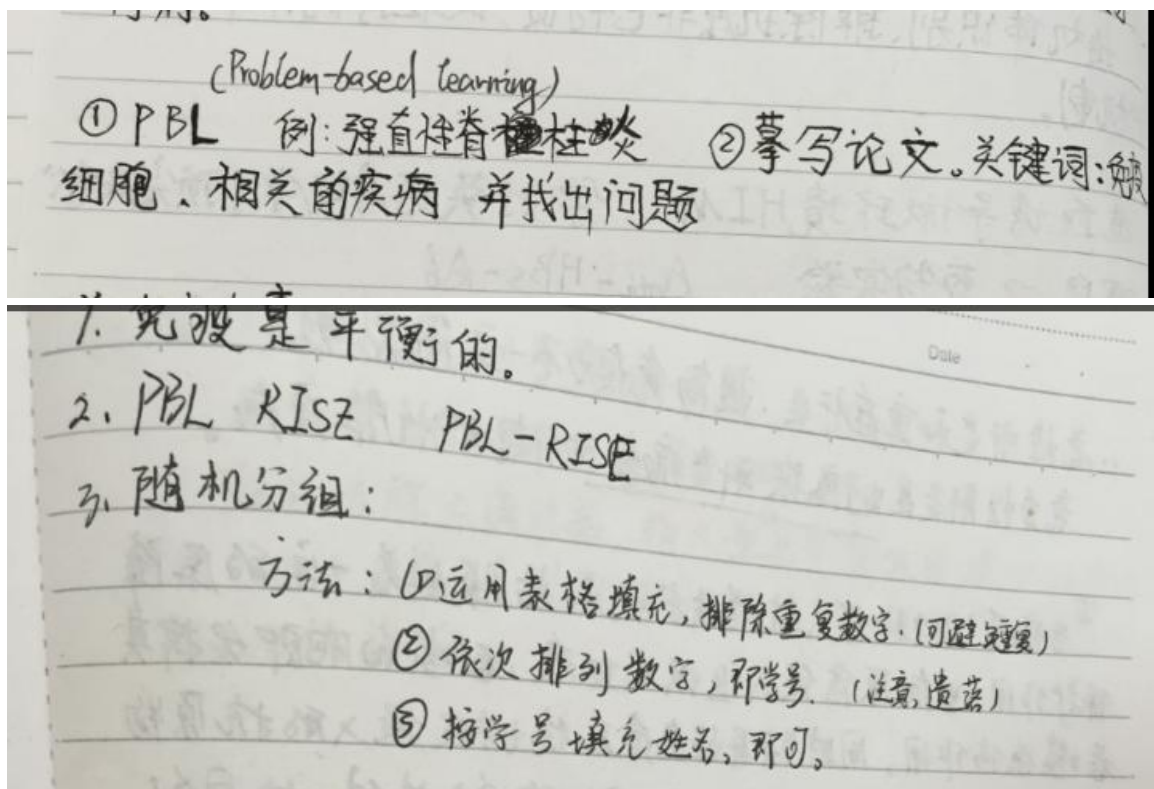 (Problem-based learning)
① PBL 例:强直性脊柱炎 ②摹写论文。关键词:触
细胞、相关的疾病 并找出问题
1. 免疫是平衡的。
Date
2. PBL RISE PBL-RISE
3. 随机分组:
方法:①运用表格填充,排除重复数字.(回避重复)
②依次排列数字,即学号.(注意遗落)
③按学号填充姓名,即可。